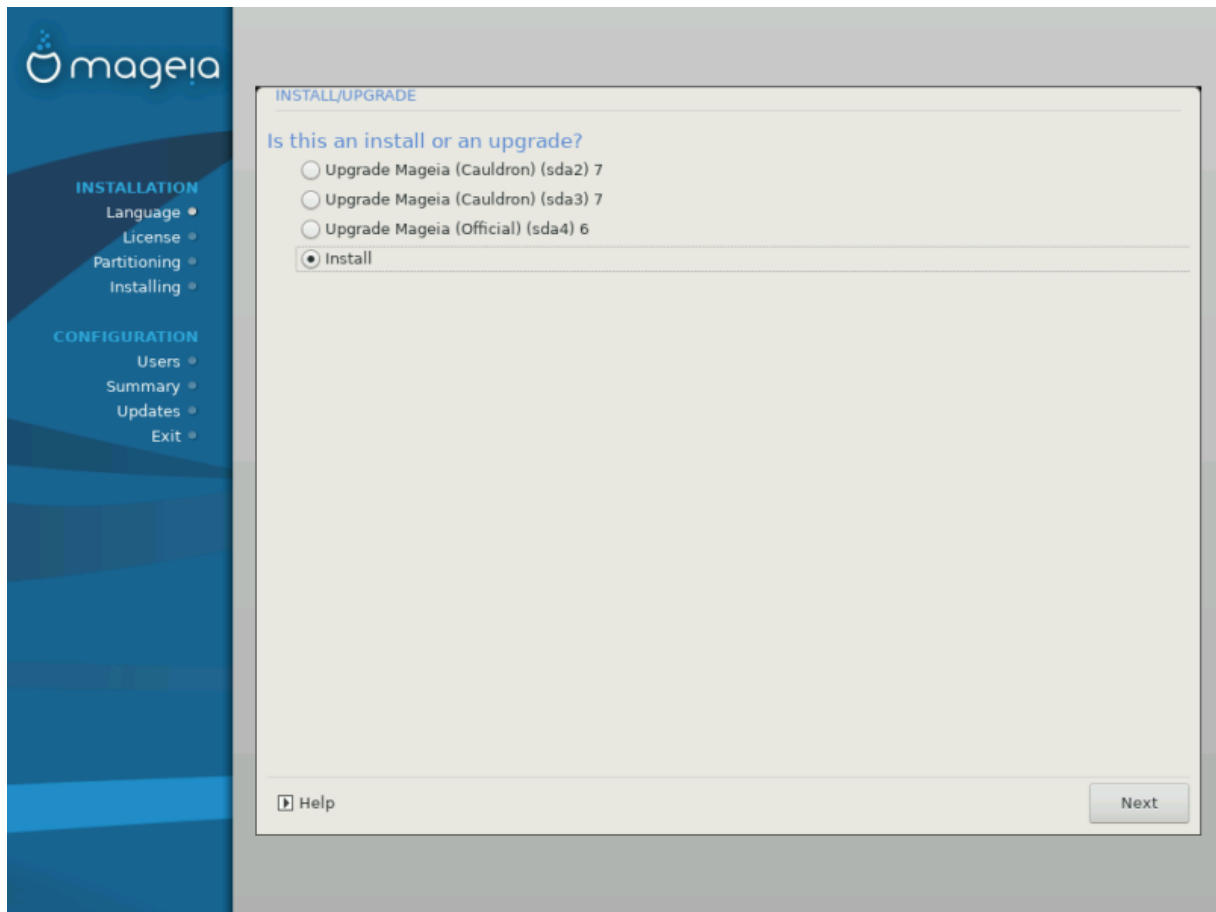 mageia
INSTALLATION
Language
License
Partitioning
Installing
CONFIGURATION
Users
Summary
Updates
Exit
INSTALL/UPGRADE
Is this an install or an upgrade?
Upgrade Mageia (Cauldron) (sda2) 7
Upgrade Mageia (Cauldron) (sda3) 7
Upgrade Mageia (Official) (sda4) 6
Install
Help
Next